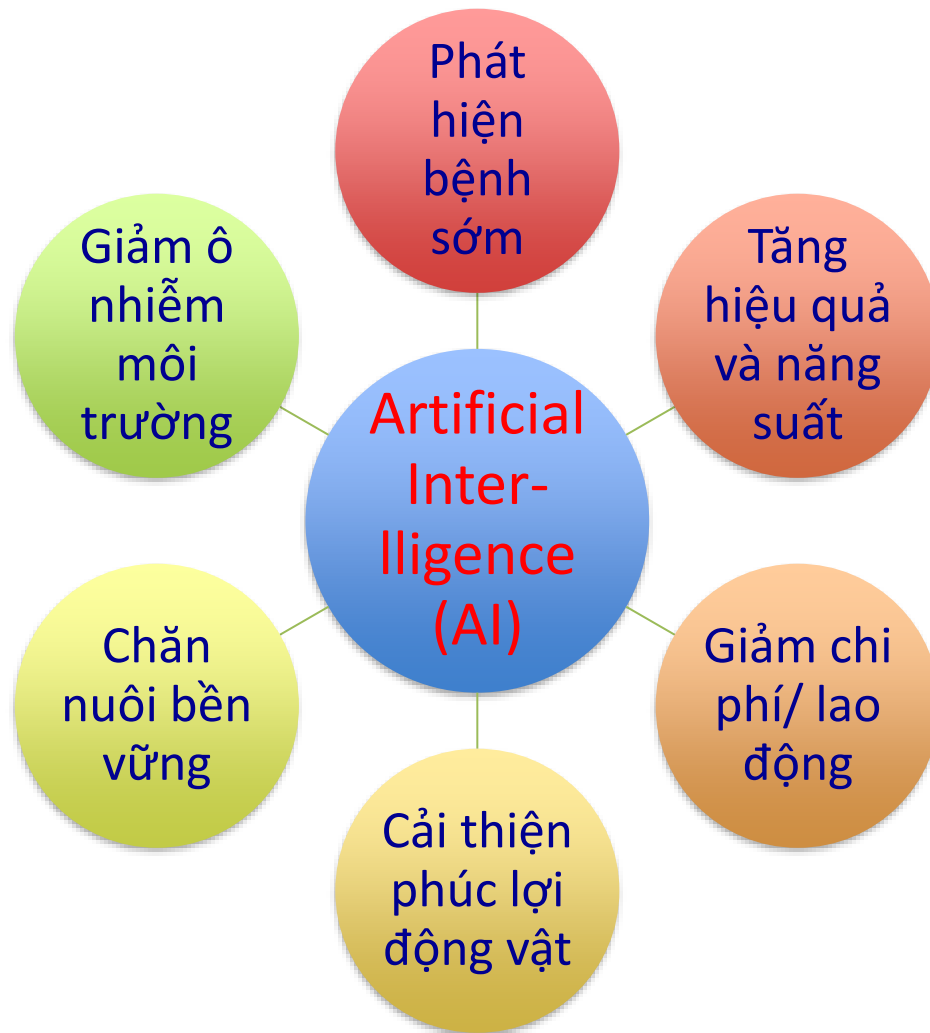 Phát
hiện
bệnh
sớm
Tăng
hiệu quả
và năng
suất
Giảm chi
phí/ lao
động
Cải thiện
phúc lợi
động vật
Chăn
nuôi bền
vững
Giảm ô
nhiễm
môi
trường
Artificial
Inter-
lligence
(AI)